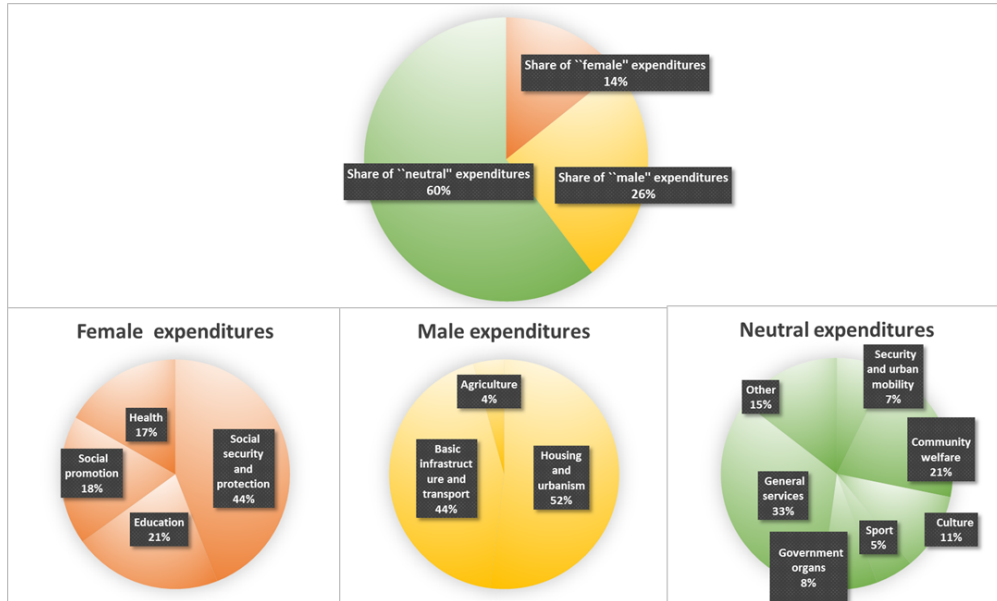 Share of ``female'' expenditures
14%
Share of ``neutral'' expenditures
60%
Share of ``male'' expenditures
26%
Female expenditures
Health
17%
Social
promotion
18%
Social
security
and
protection
44%
Education
21%
Male expenditures
Agriculture
4%
Basic
infrastruct
ure and
transport
44%
Housing
and
urbanism
52%
Neutral expenditures
Security
and urban
mobility
7%
Other
15%
Community
welfare
21%
General
services
33%
Culture
11%
Sport
5%
Government
organs
8%